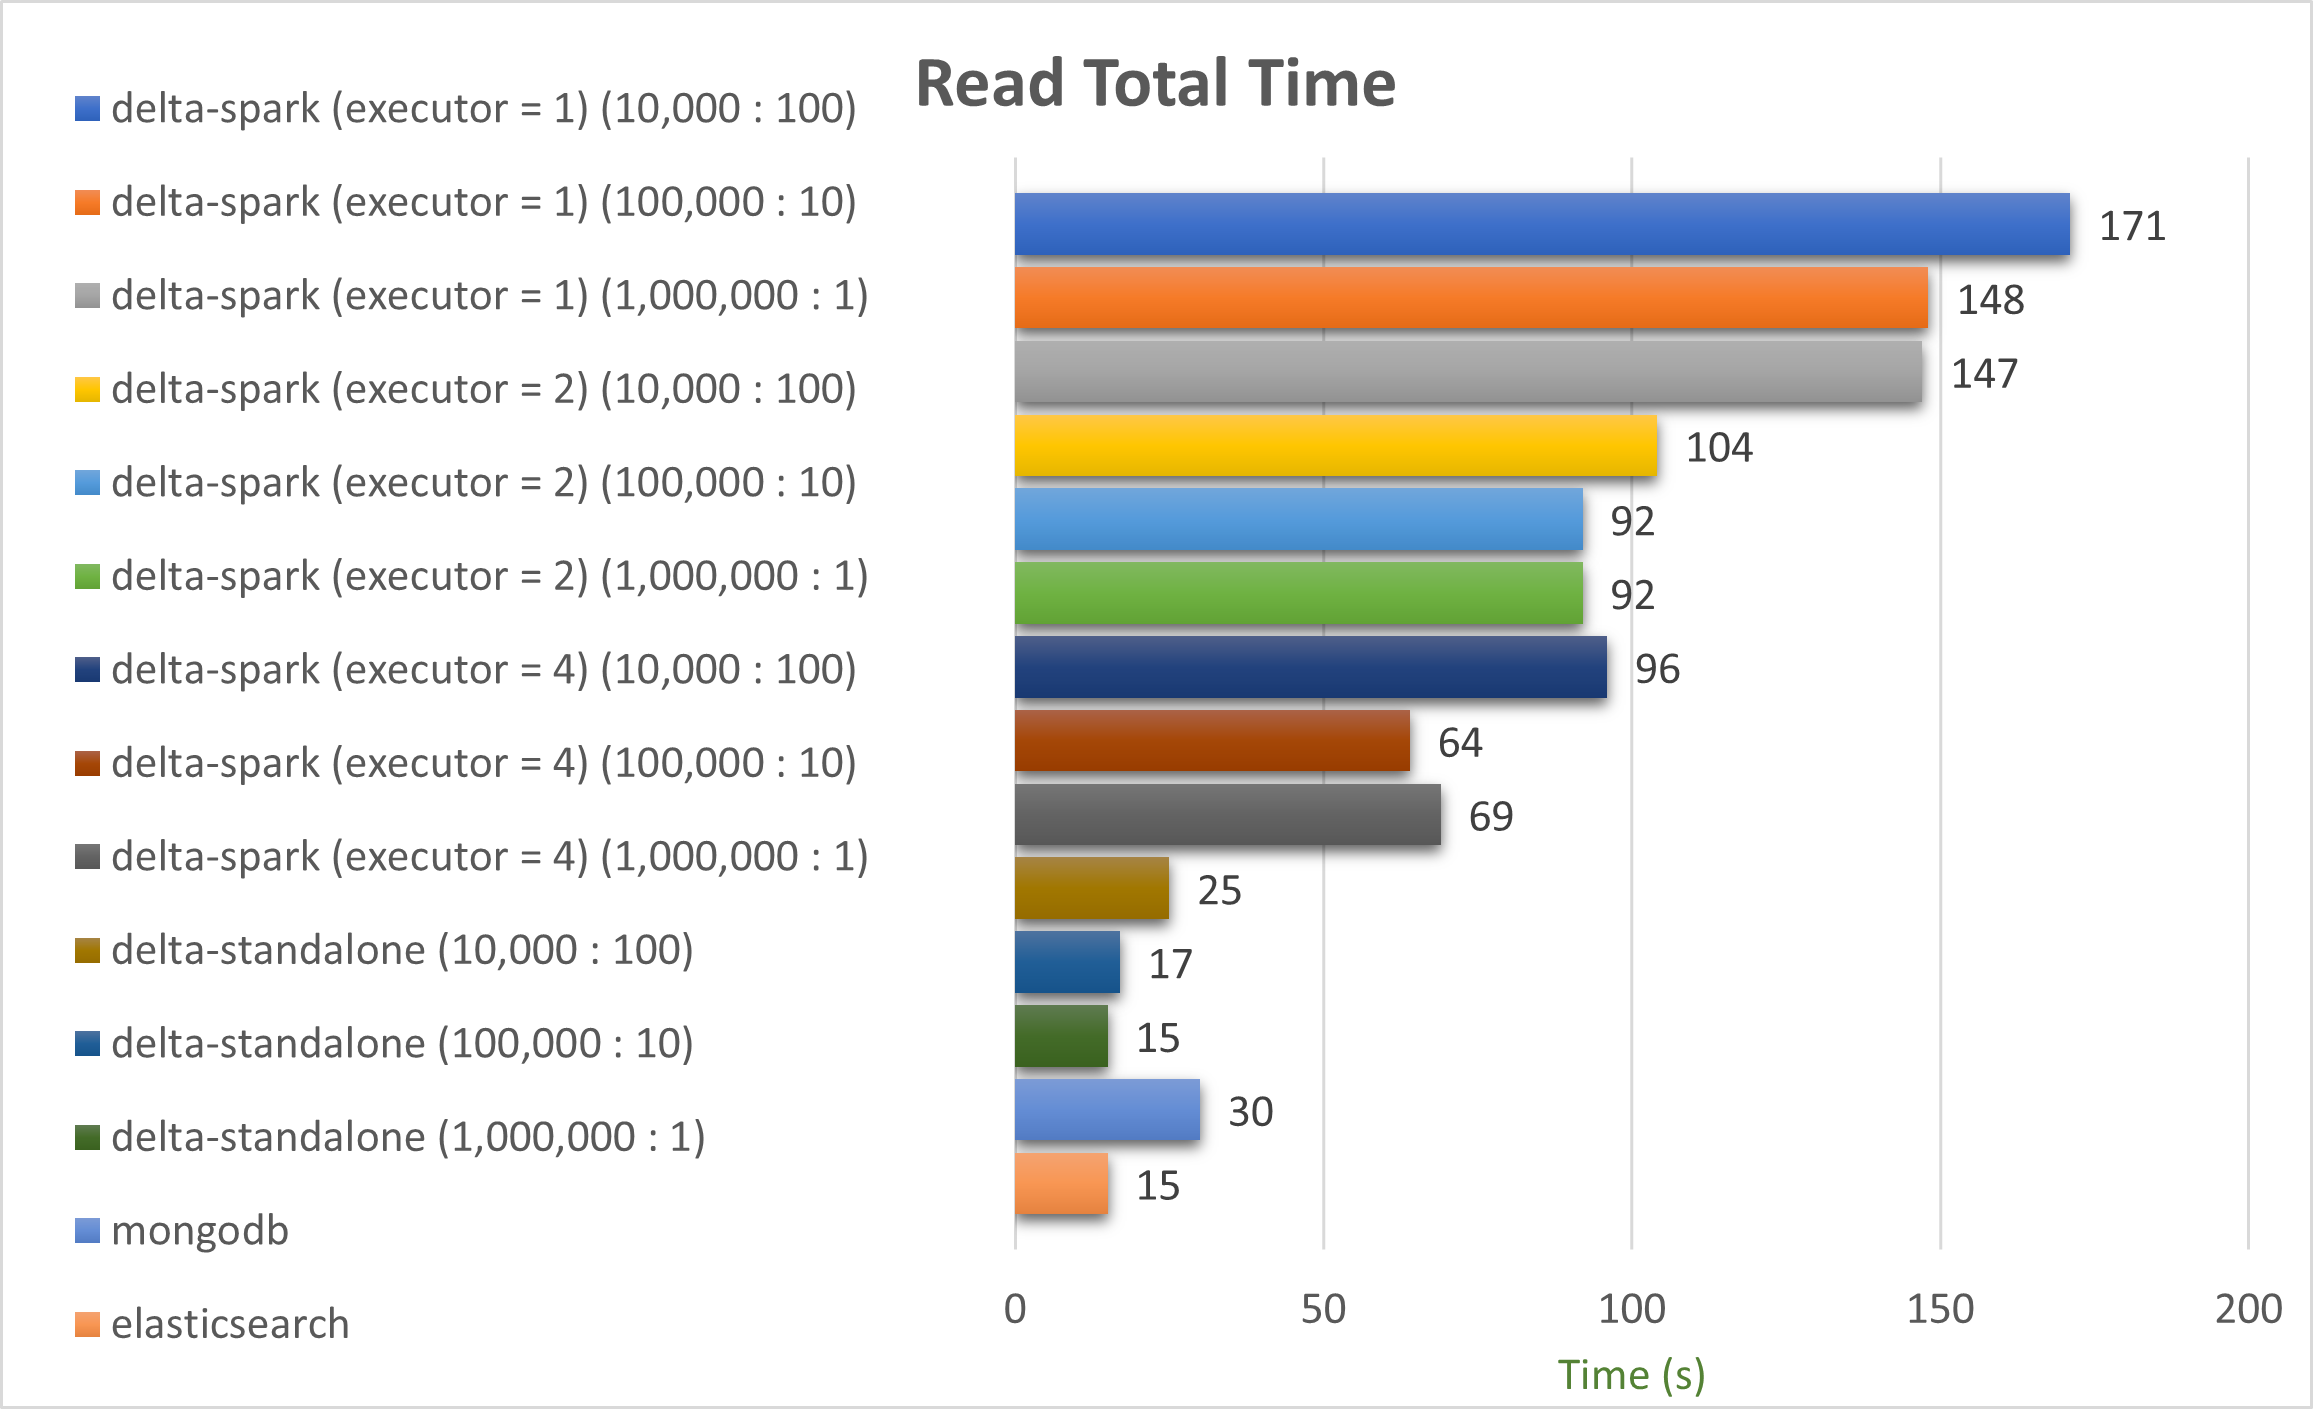 Read Total Time
delta-spark (executor = 1) (10,000 : 100)
delta-spark (executor = 1) (100,000 : 10)
delta-spark (executor = 1) (1,000,000 : 1)
delta-spark (executor = 2) (10,000 : 100)
delta-spark (executor = 2) (100,000 : 10)
delta-spark (executor = 2) (1,000,000 : 1)
delta-spark (executor = 4) (10,000 : 100)
delta-spark (executor = 4) (100,000 : 10)
delta-spark (executor = 4) (1,000,000 : 1)
delta-standalone (10,000 : 100)
delta-standalone (100,000 : 10)
delta-standalone (1,000,000 : 1)
mongodb
elasticsearch
171
148
147
104
92
92
96
64
69
25
17
15
30
15
0 50 100 150 200
Time (s)